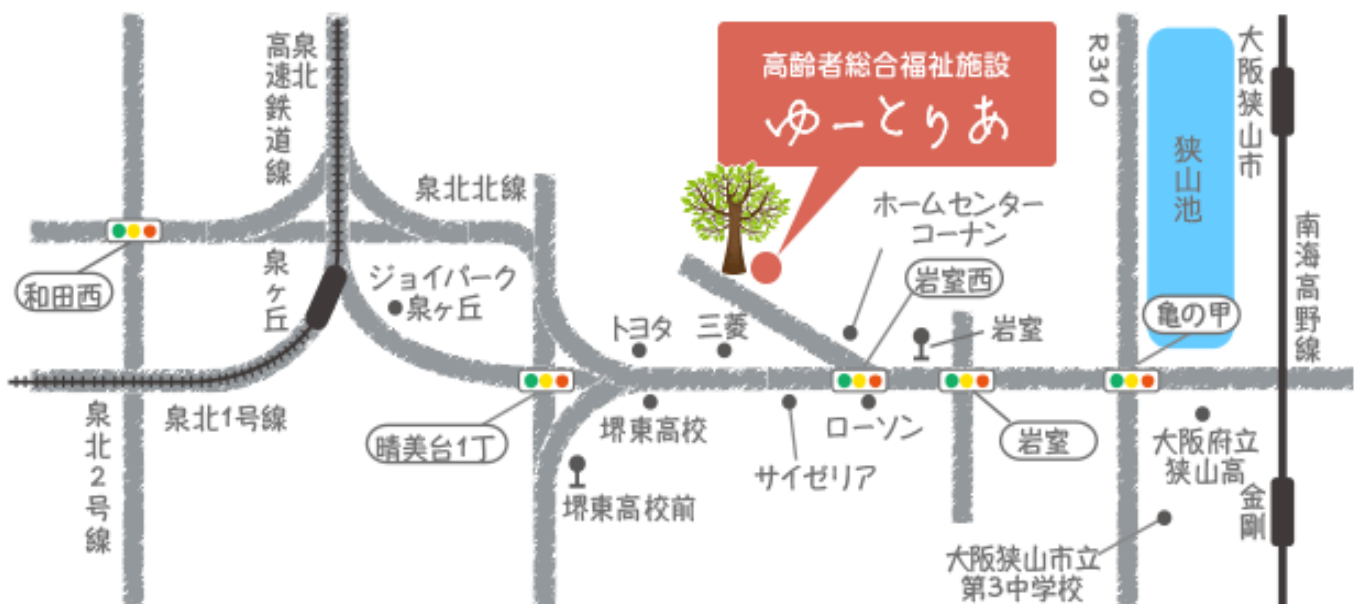 泉北
高速鉄道線
泉北北線
高齢者総合福祉施設
ゆーとりあ
R310
狭山池
大阪狭山市
南海高野線
和田西
泉ヶ丘
ジョイパーク
泉ヶ丘
ホームセンター
コーナン
岩室西
亀の甲
トヨタ
三菱
岩室
泉北2号線
泉北1号線
晴美台1丁
堺東高校
堺東高校前
サイゼリア
ローソン
岩室
大阪府立
狭山高
金剛
大阪狭山市立
第3中学校